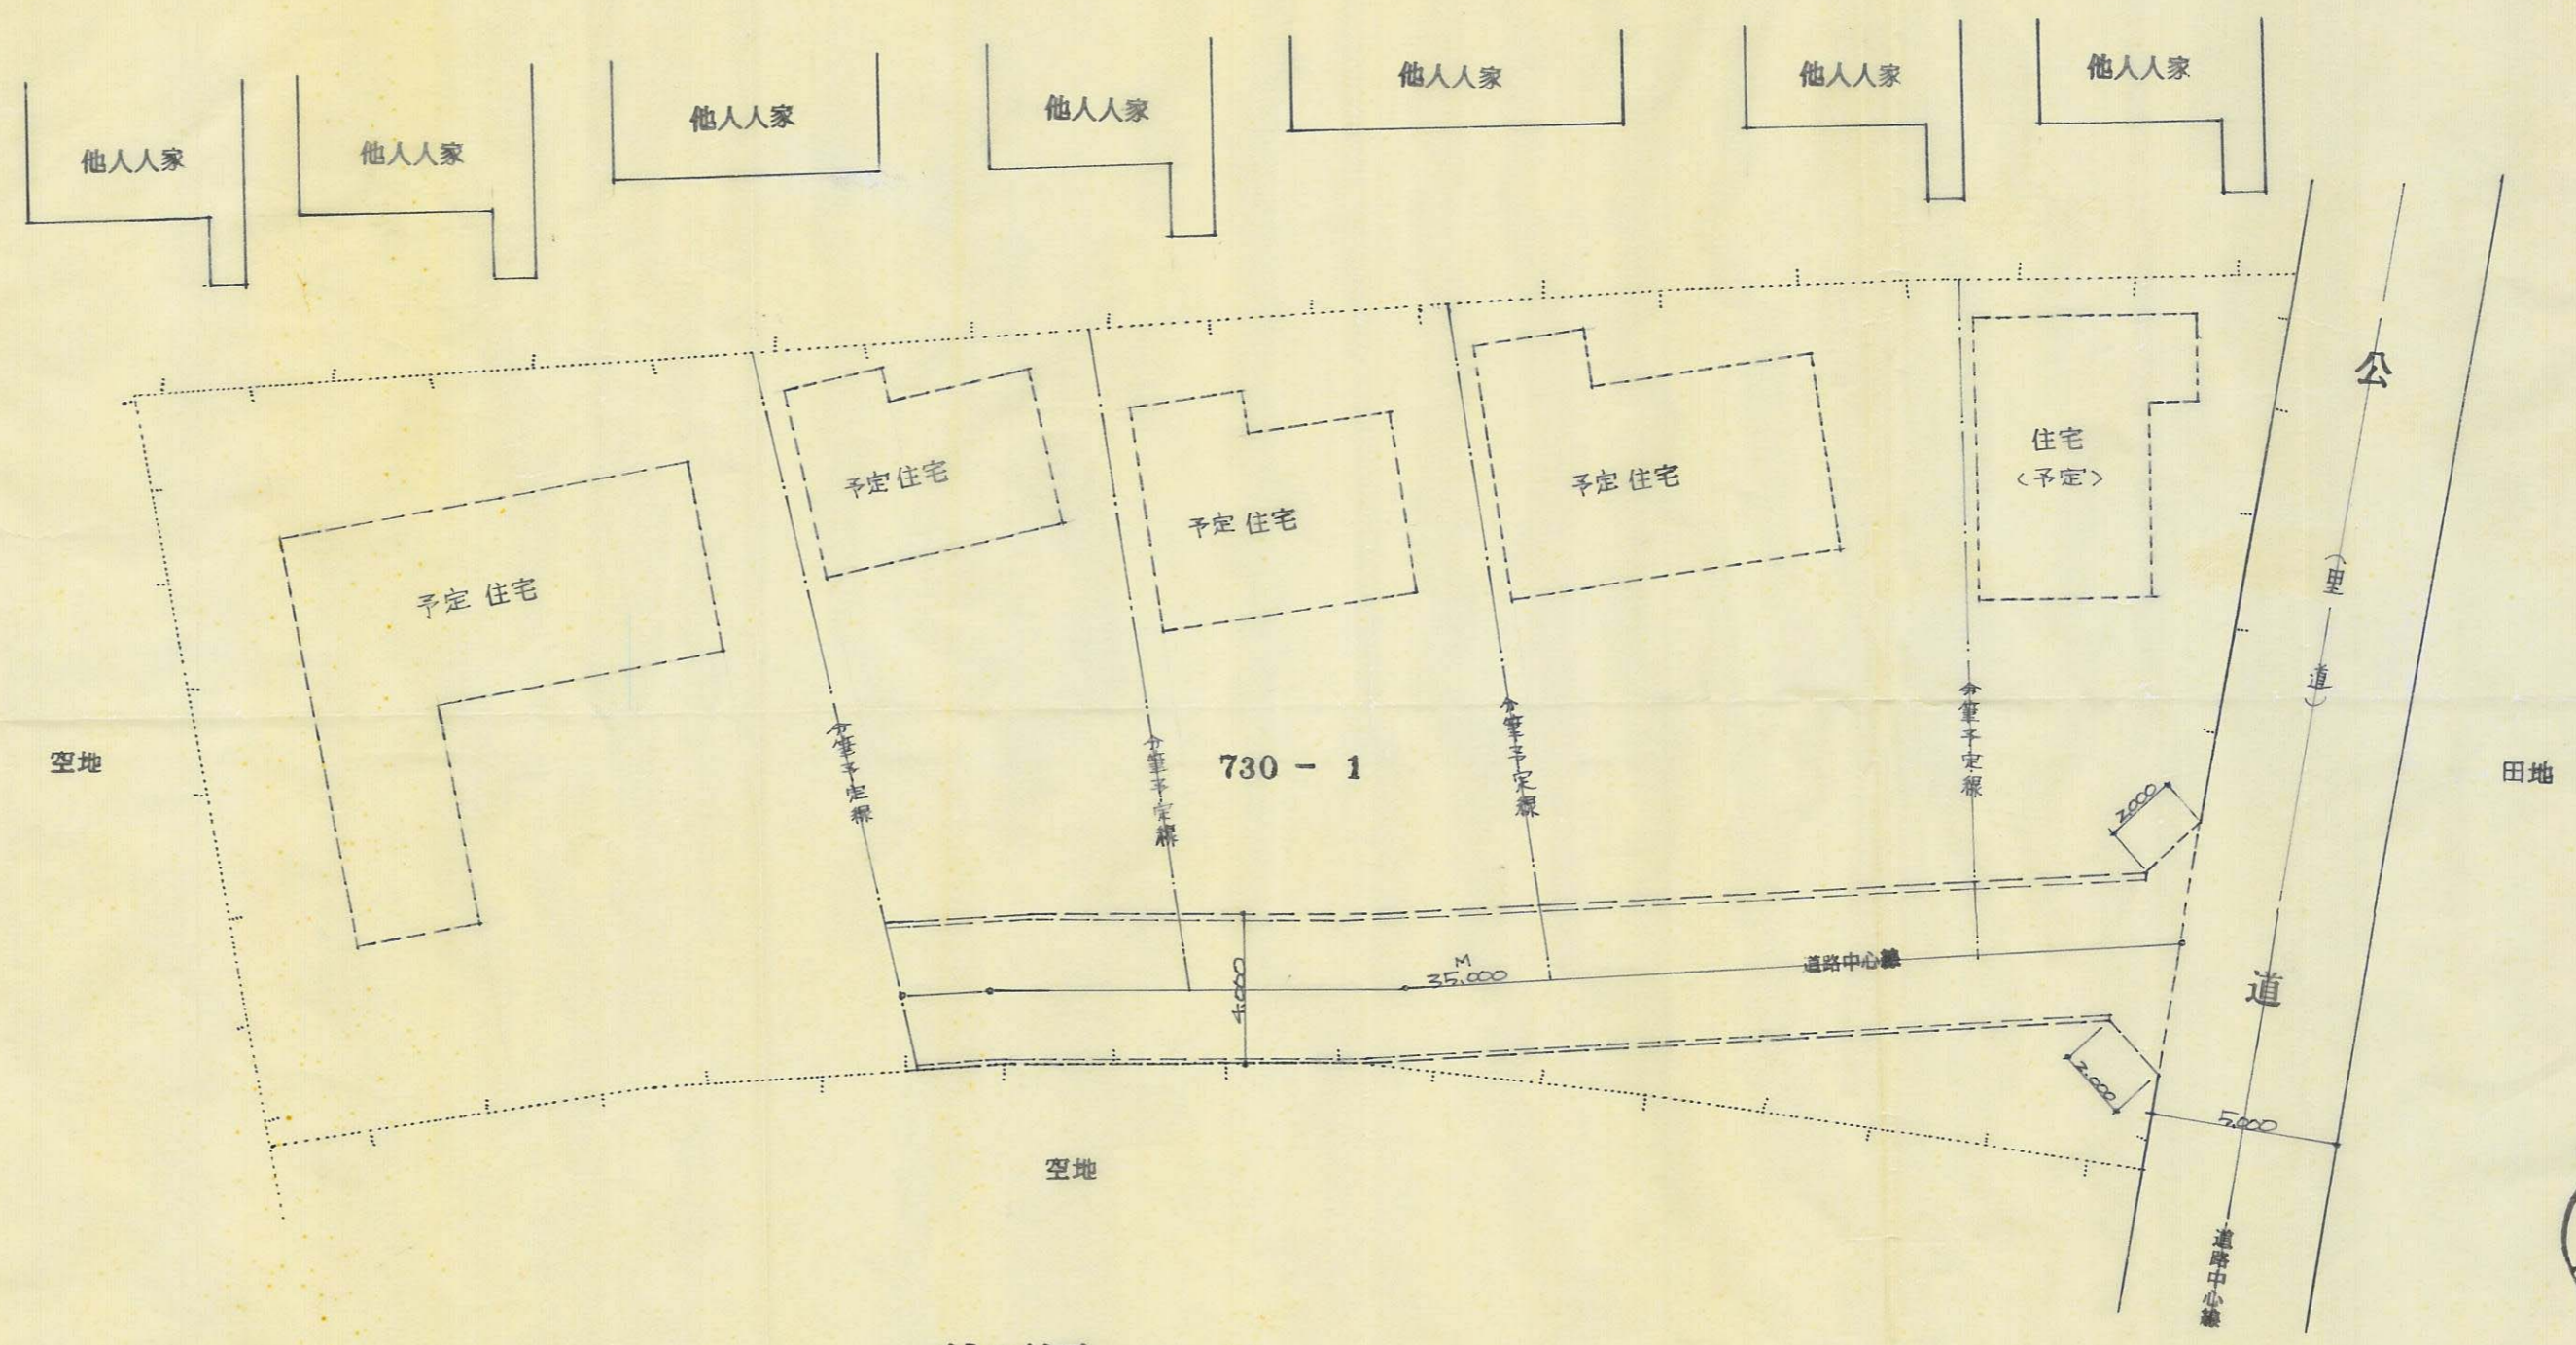 他人人家
他人人家
他人人家
他人人家
他人人家
他人人家
他人人家
予定住宅
予定住宅
予定住宅
予定住宅
住宅
(予定)
公
(里道)
道
空地
分筆予定線
分筆予定線
730 - 1
分筆予定線
分筆予定線
田地
2,000
4,000
M
35,000
道路中心線
2,000
5,000
空地
道路中心線